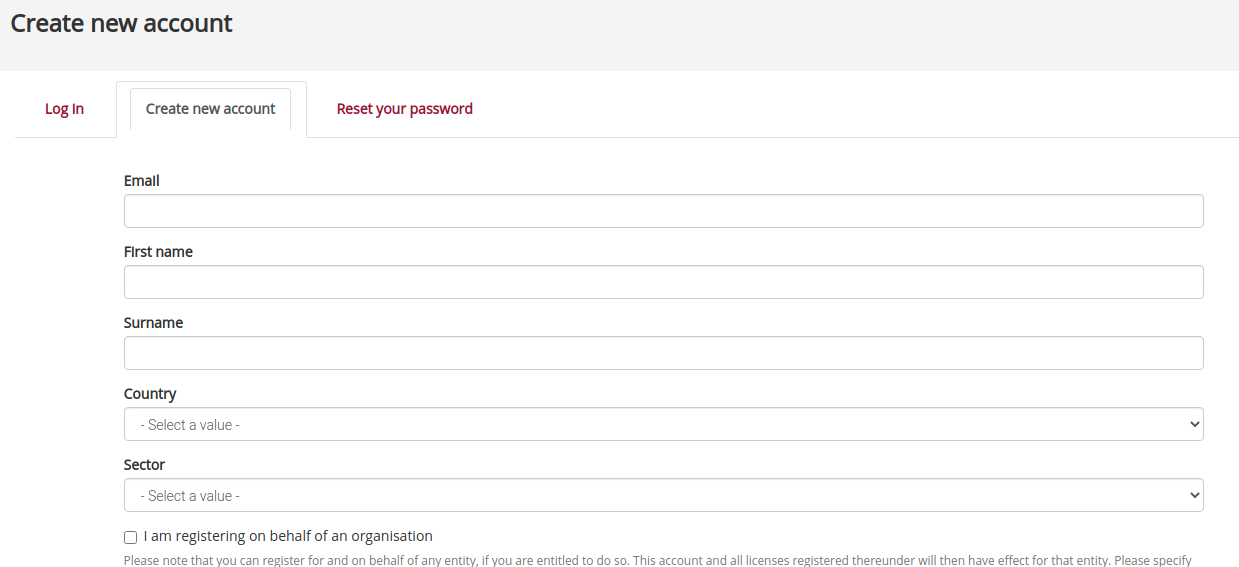 Create new account
Log in
Create new account
Reset your password
Email
First name
Surname
Country
- Select a value -
Sector
- Select a value -
I am registering on behalf of an organisation
Please note that you can register for and on behalf of any entity, if you are entitled to do so. This account and all licenses registered thereunder will then have effect for that entity. Please specify